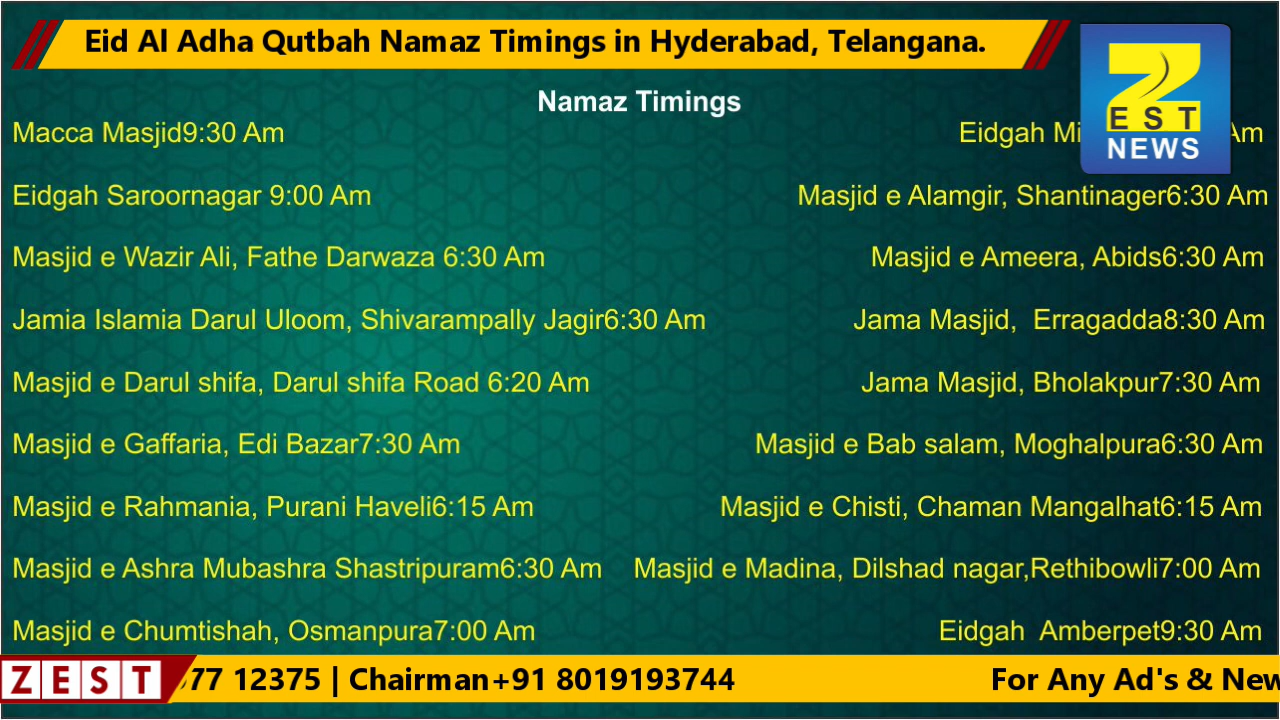 Eid Al Adha Qutbah Namaz Timings in Hyderabad, Telangana.
Z
EST
NEWS
Namaz Timings
Macca Masjid9:30 Am
Eidgah Am
Eidgah Saroornagar 9:00 Am
Masjid e Alamgir, Shantinager6:30 Am
Masjid e Wazir Ali, Fathe Darwaza 6:30 Am
Masjid e Ameera, Abids6:30 Am
Jamia Islamia Darul Uloom, Shivarampally Jagir6:30 Am
Jama Masjid, Erragadda8:30 Am
Masjid e Darul shifa, Darul shifa Road 6:20 Am
Jama Masjid, Bholakpur7:30 Am
Masjid e Gaffaria, Edi Bazar7:30 Am
Masjid e Bab salam, Moghalpura6:30 Am
Masjid e Rahmania, Purani Haveli6:15 Am
Masjid e Chisti, Chaman Mangalhat6:15 Am
Masjid e Ashra Mubashra Shastripuram6:30 Am
Masjid e Madina, Dilshad nagar,Rethibowli7:00 Am
Masjid e Chumtishah, Osmanpura7:00 Am
Eidgah Amberpet9:30 Am
ZEST
77 12375 | Chairman+91 8019193744
For Any Ad's & New